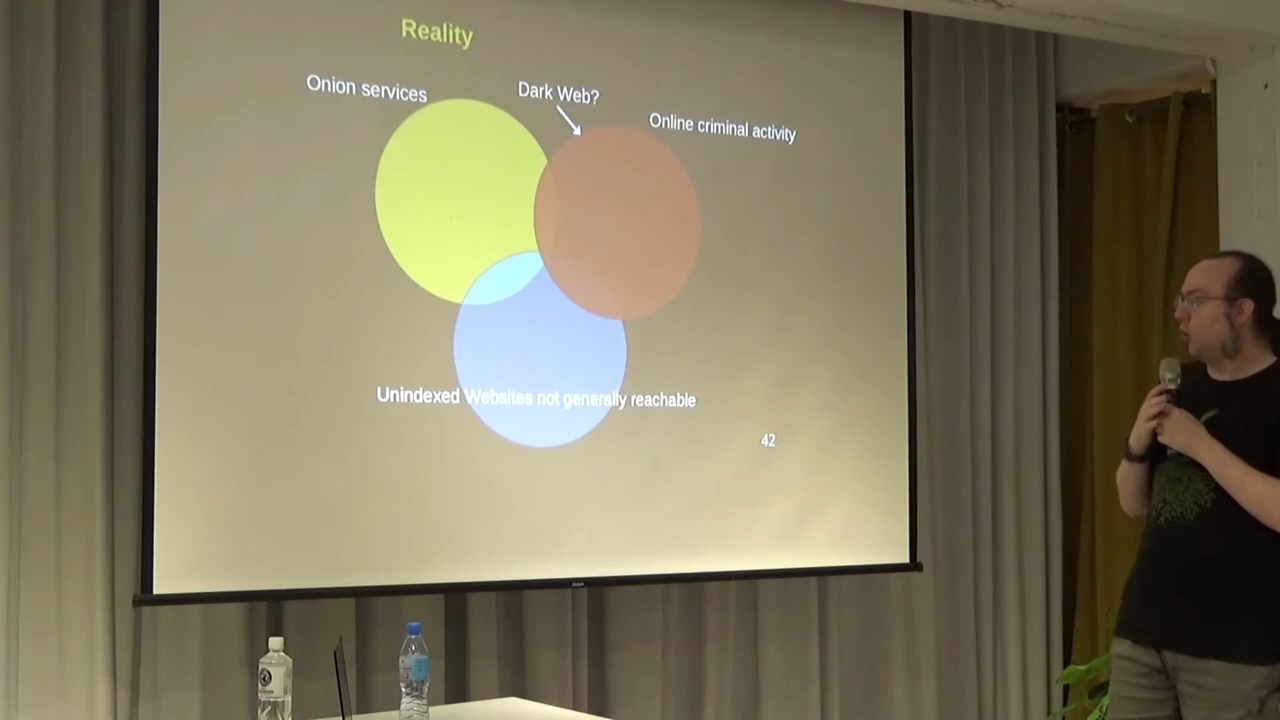 Reality
Onion services
Dark Web?
Online criminal activity
Unindexed Websites not generally reachable
42